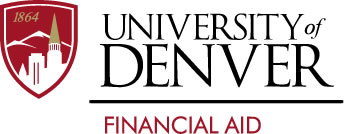 1864
UNIVERSITY of
DENVER
FINANCIAL AID